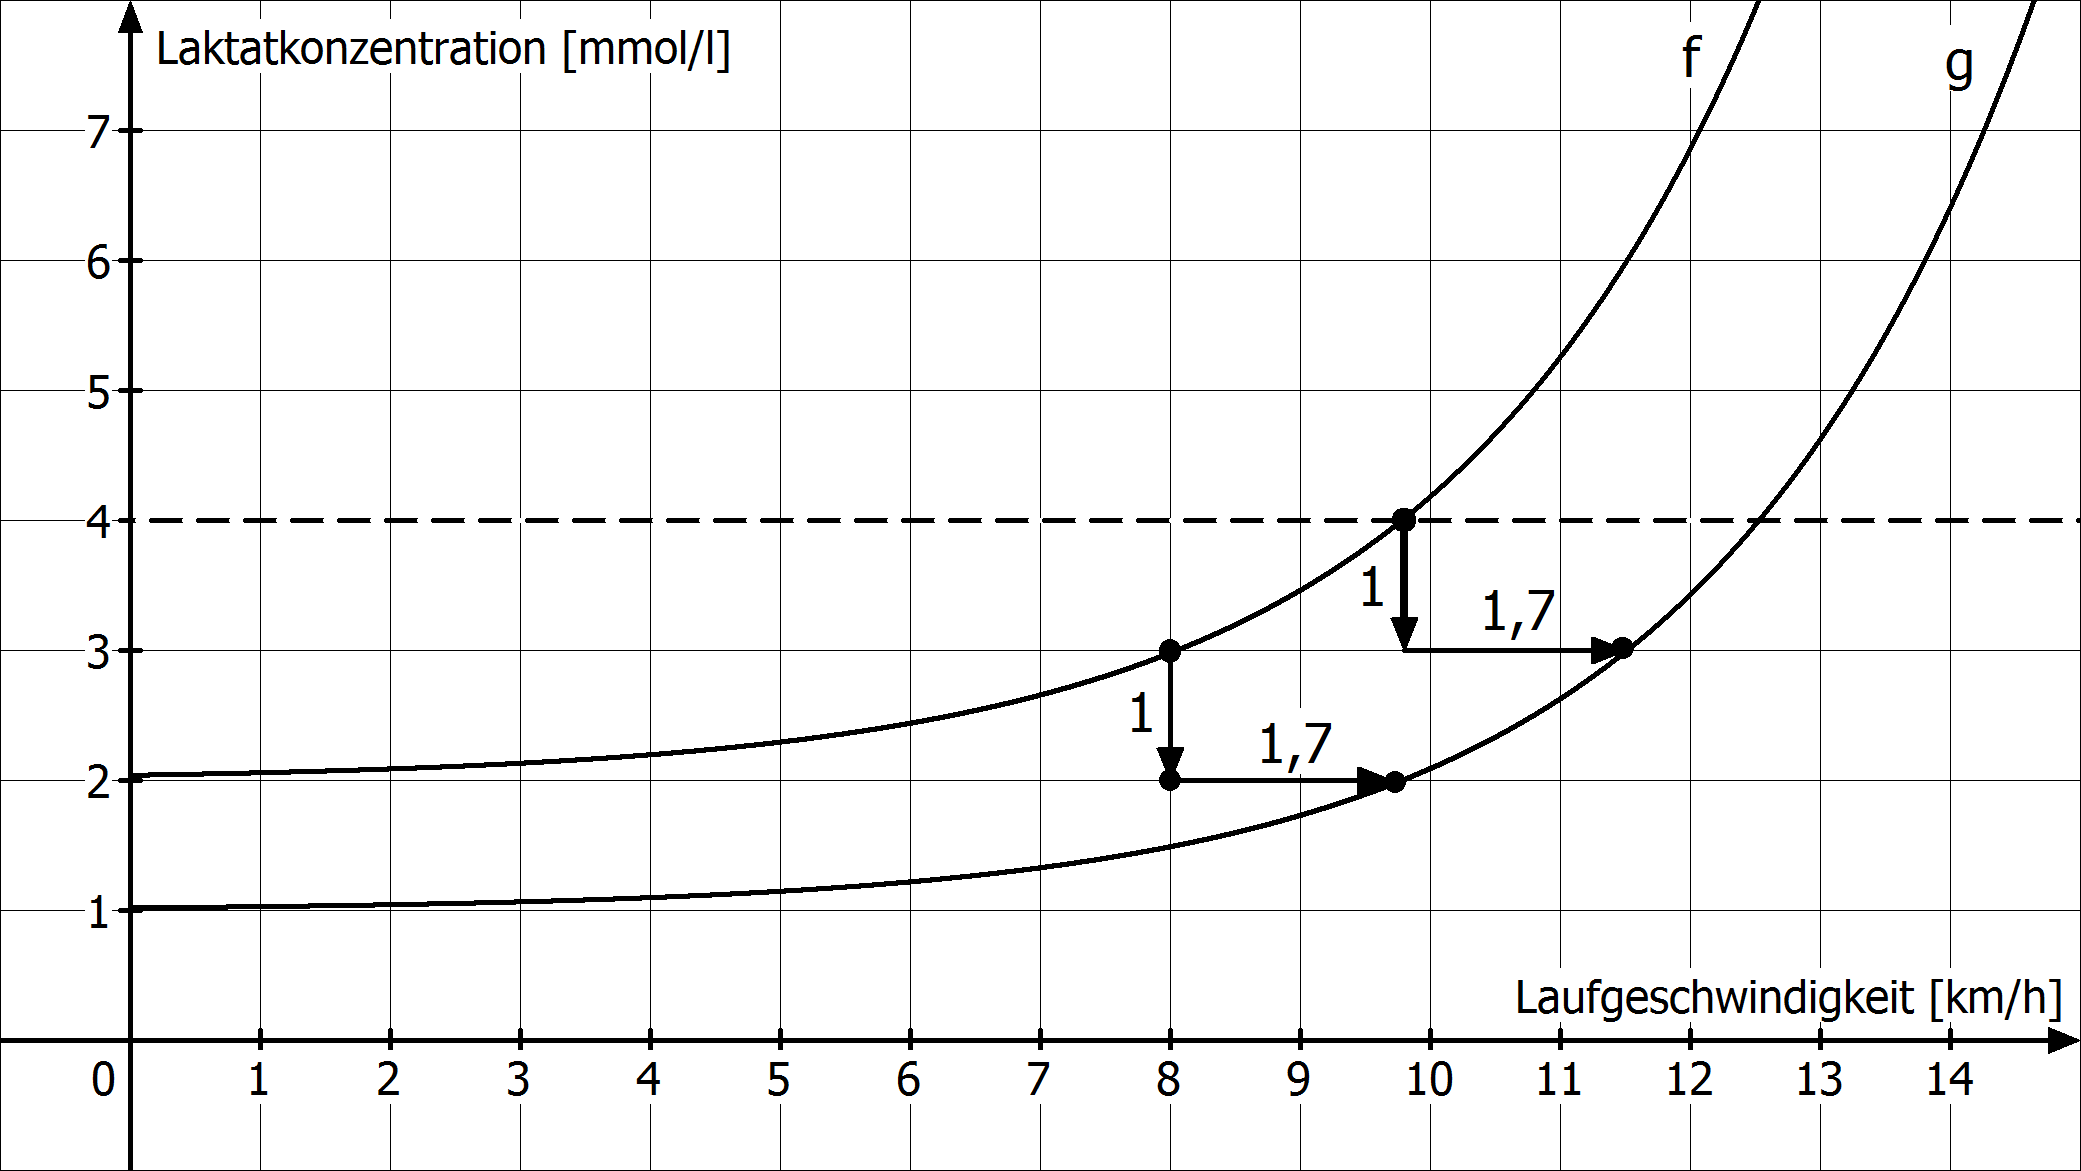 Laktatkonzentration [mmol/l]
f
g
7
6
5
4
1
1,7
3
1
1,7
2
1
Laufgeschwindigkeit [km/h]
0 1 2 3 4 5 6 7 8 9 10 11 12 13 14